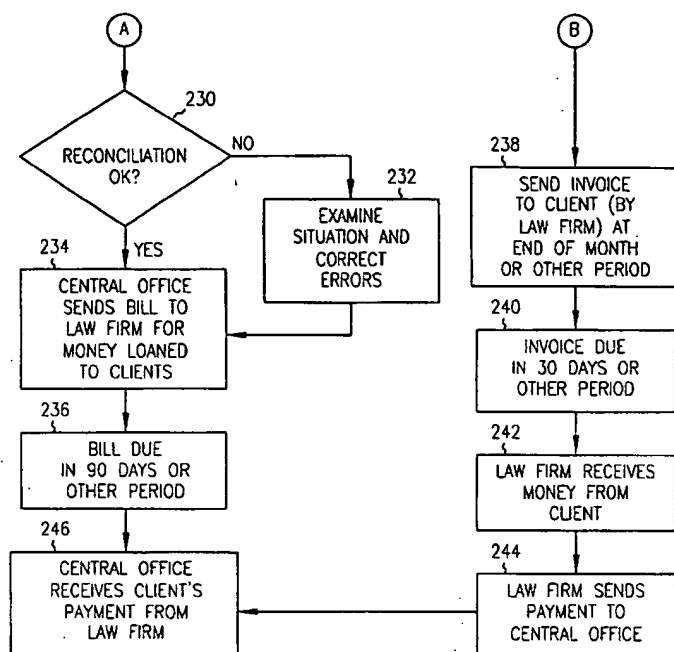 A
230
RECONCILIATION
OK?
NO
YES
232
EXAMINE
SITUATION AND
CORRECT
ERRORS
234
CENTRAL OFFICE
SENDS BILL TO
LAW FIRM FOR
MONEY LOANED
TO CLIENTS
236
BILL DUE
IN 90 DAYS OR
OTHER PERIOD
246
CENTRAL OFFICE
RECEIVES CLIENT'S
PAYMENT FROM
LAW FIRM
B
238
SEND INVOICE
TO CLIENT (BY
LAW FIRM) AT
END OF MONTH
OR OTHER PERIOD
240
INVOICE DUE
IN 30 DAYS OR
OTHER PERIOD
242
LAW FIRM RECEIVES
MONEY FROM
CLIENT
244
LAW FIRM SENDS
PAYMENT TO
CENTRAL OFFICE